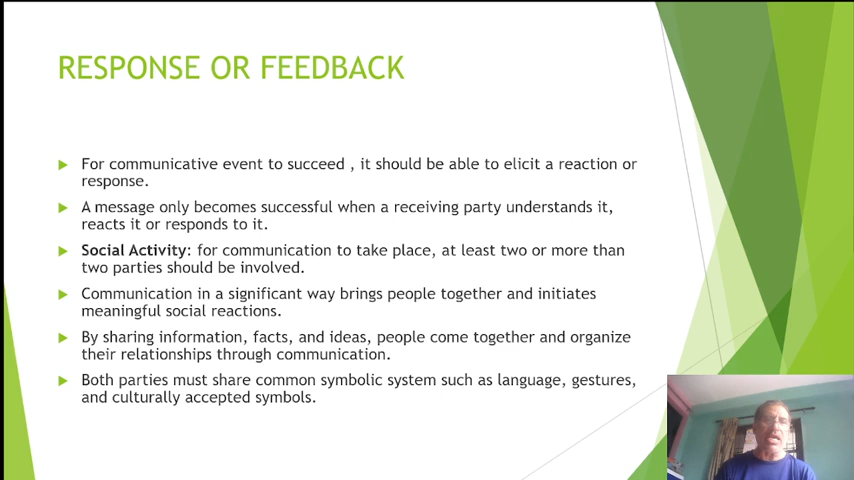 RESPONSE OR FEEDBACK
For communicative event to succeed , it should be able to elicit a reaction or
response.
A message only becomes successful when a receiving party understands it,
reacts it or responds to it.
Social Activity: for communication to take place, at least two or more than
two parties should be involved.
Communication in a significant way brings people together and initiates
meaningful social reactions.
By sharing information, facts, and ideas, people come together and organize
their relationships through communication.
Both parties must share common symbolic system such as language, gestures,
and culturally accepted symbols.